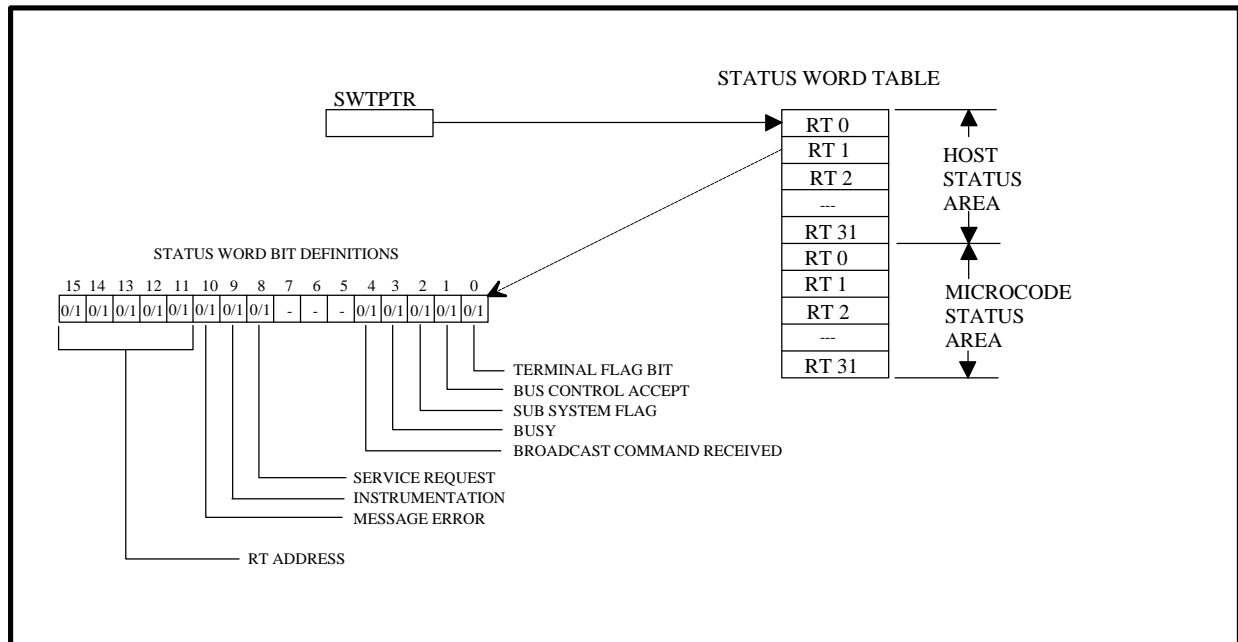 STATUS WORD TABLE
SWTPTR
RT 0
RT 1
RT 2
---
RT 31
RT 0
RT 1
RT 2
---
RT 31
HOST
STATUS
AREA
MICROCODE
STATUS
AREA
STATUS WORD BIT DEFINITIONS
15 14 13 12 11 10 9 8 7 6 5 4 3 2 1 0
0/1 0/1 0/1 0/1 0/1 0/1 0/1 0/1 - - - 0/1 0/1 0/1 0/1 0/1
TERMINAL FLAG BIT
BUS CONTROL ACCEPT
SUB SYSTEM FLAG
BUSY
BROADCAST COMMAND RECEIVED
SERVICE REQUEST
INSTRUMENTATION
MESSAGE ERROR
RT ADDRESS